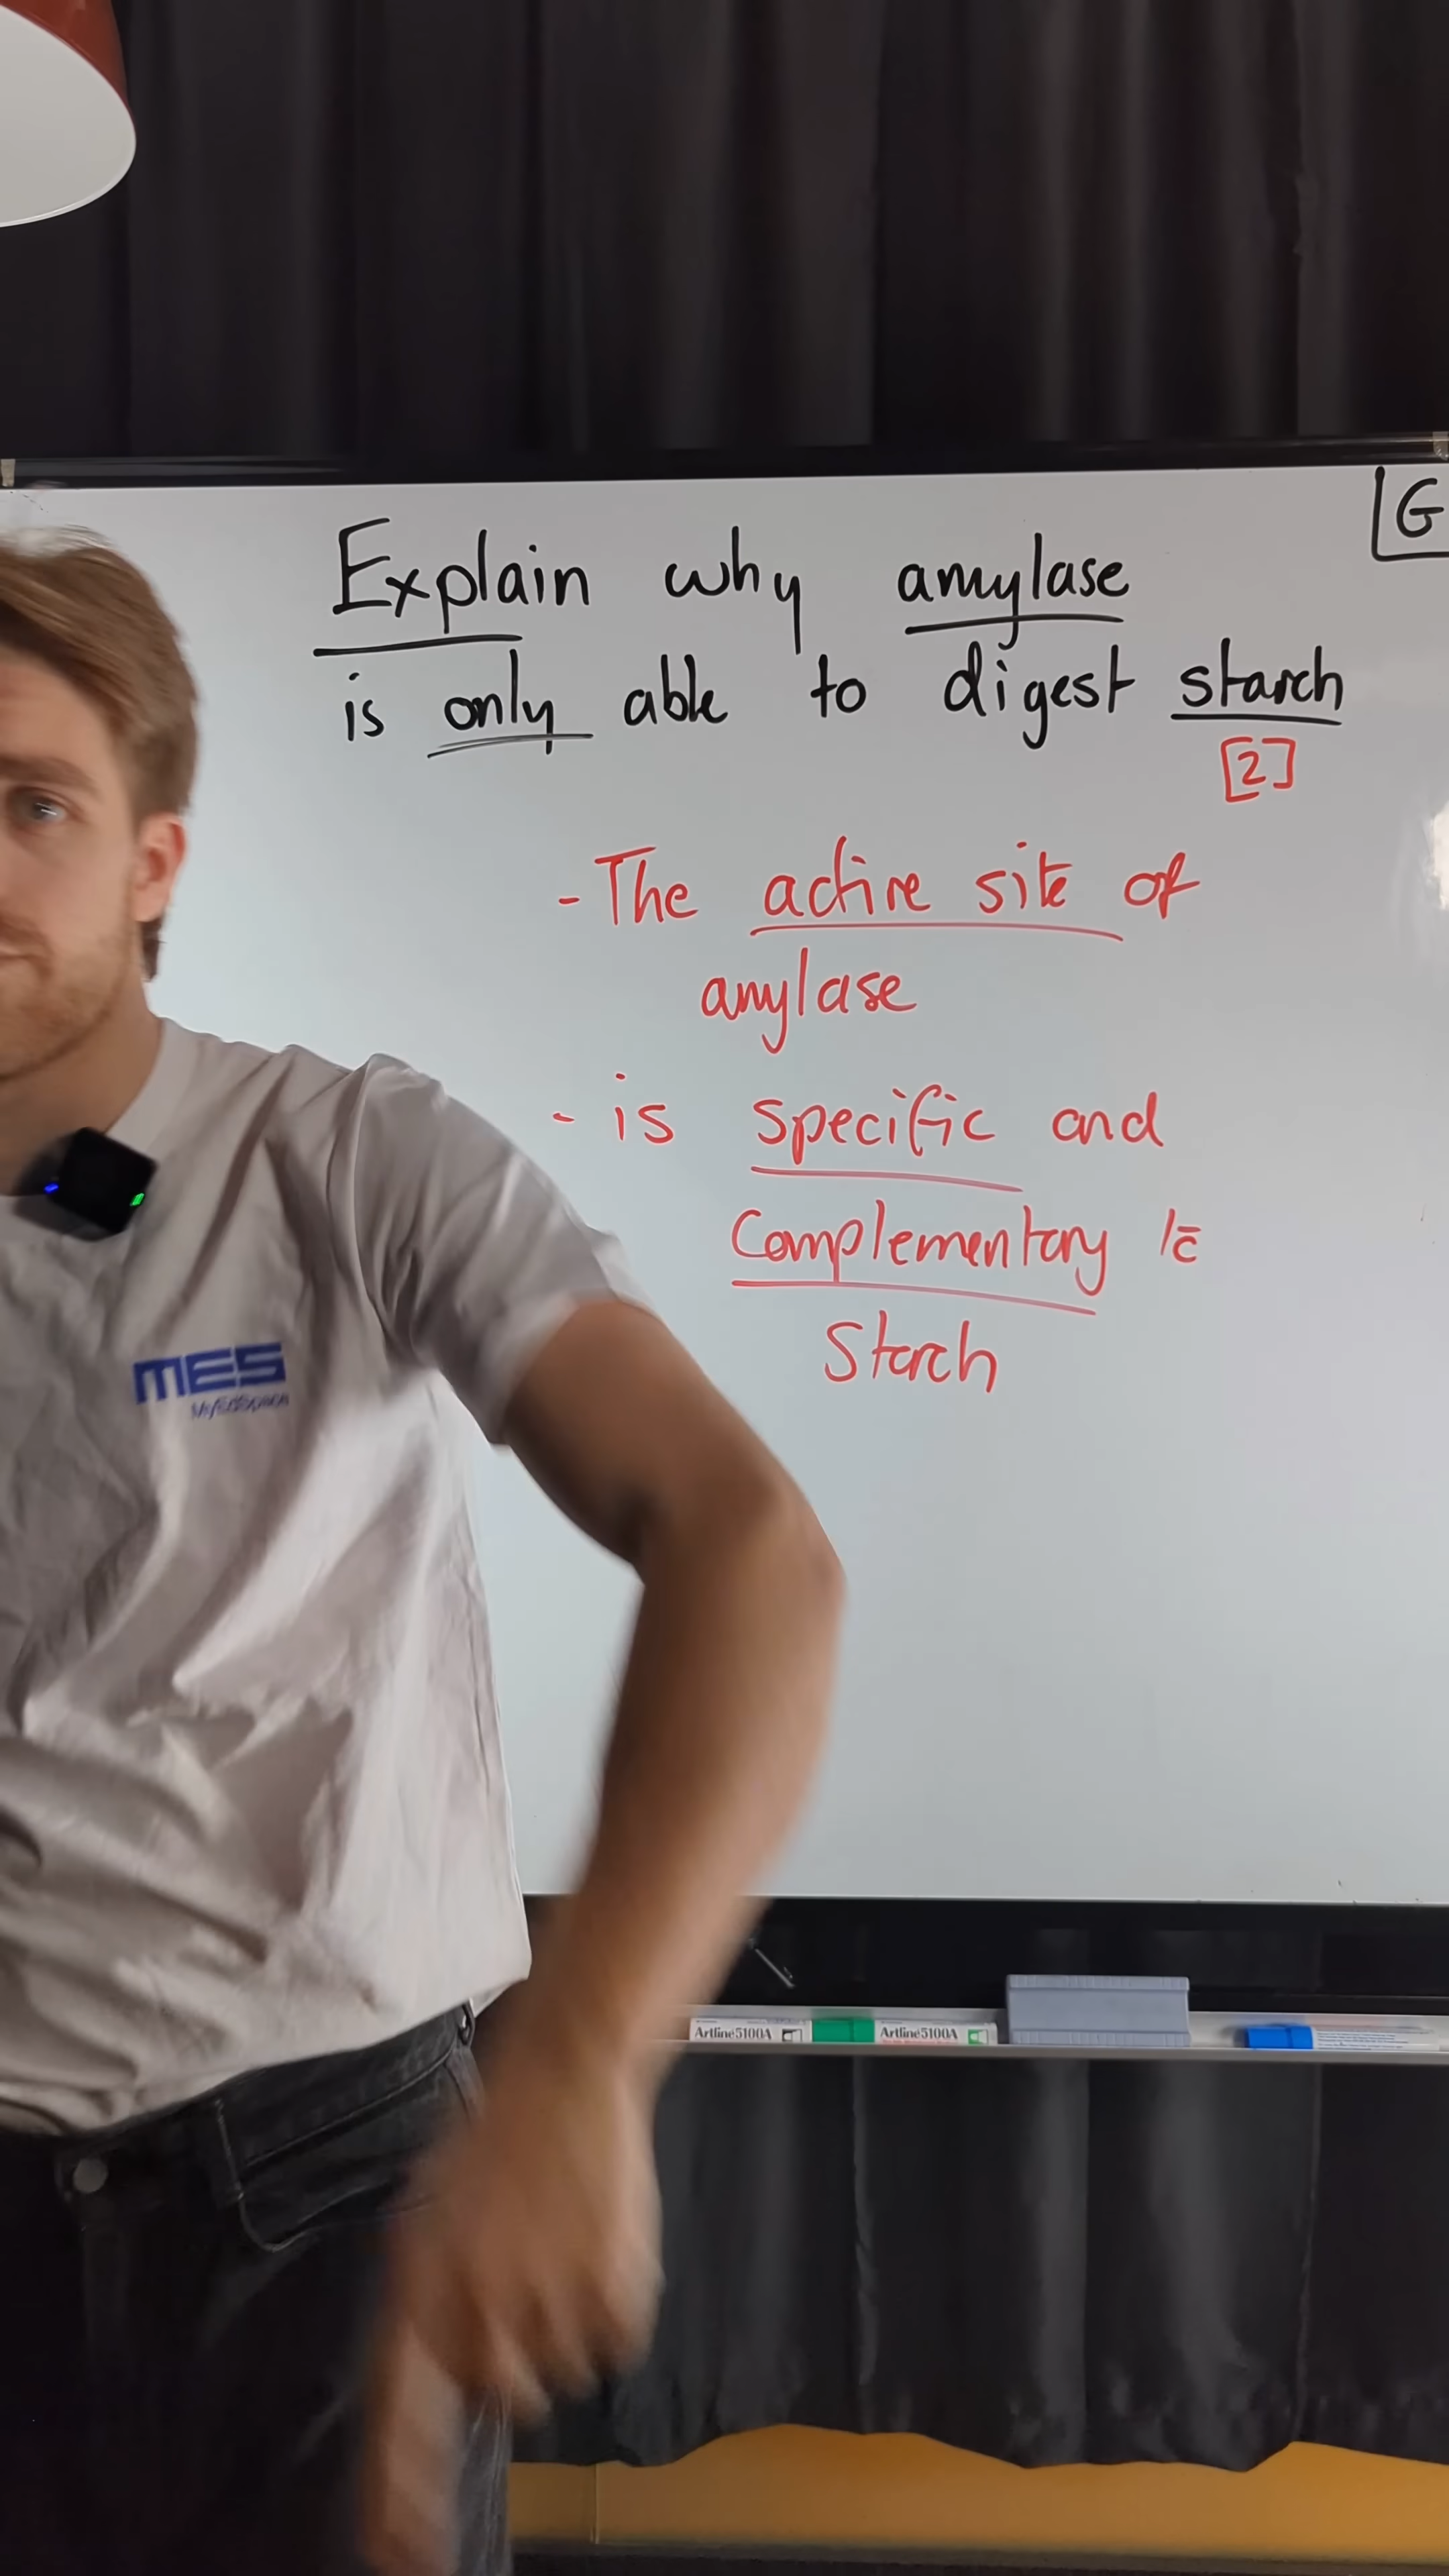 G
Explain why amylase
is only able to digest starch
[2]
- The active site of
amylase
- is specific and
Complementary to
Starch
MES
MyEdSpace
Artline 5100A
Artline 5100A